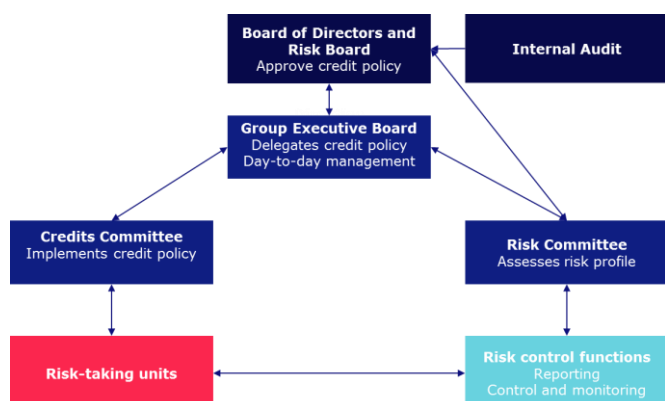 Board of Directors and
Risk Board
Approve credit policy
Internal Audit
Group Executive Board
Delegates credit policy
Day-to-day management
Credits Committee
Implements credit policy
Risk Committee
Assesses risk profile
Risk-taking units
Risk control functions
Reporting
Control and monitoring